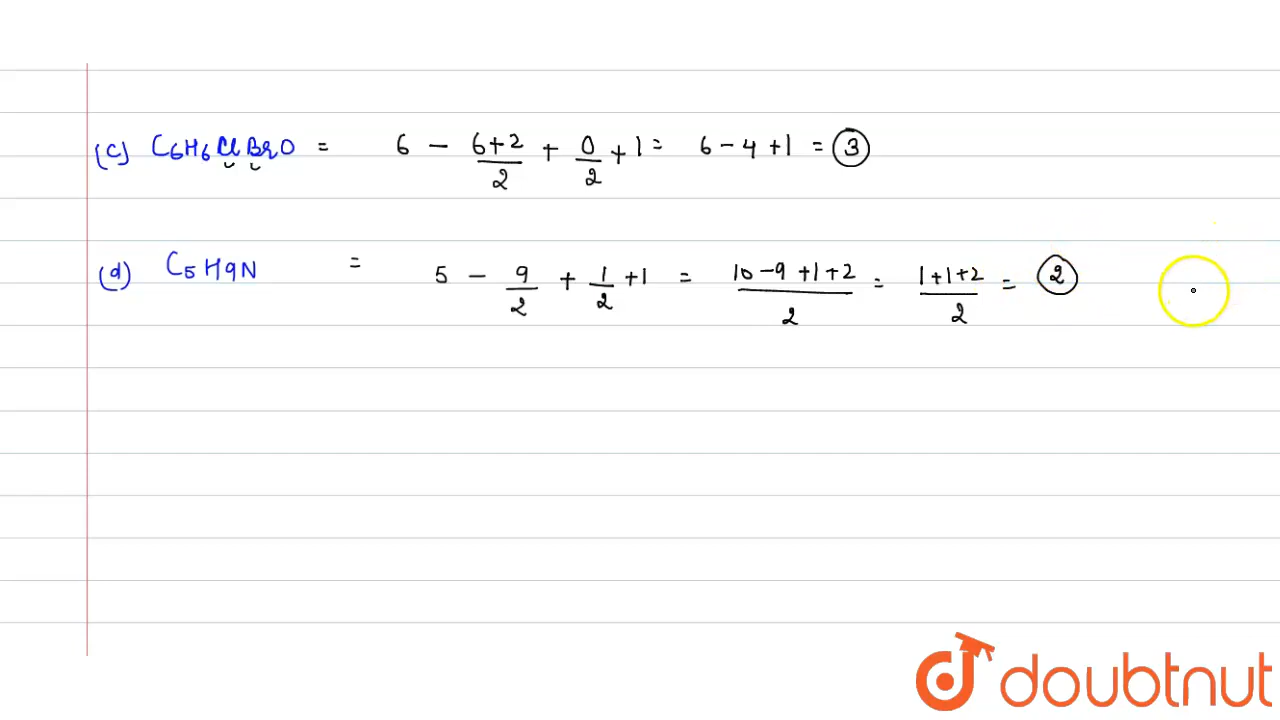 (c) C6H6ClBrO = 6 - 6+2/2 + 0/2 + 1 = 6-4+1 = 3
(d) C5H9N = 5 - 9/2 + 1/2 + 1 = 10-9+1+2/2 = 1+1+2/2 = 2
doubtnut